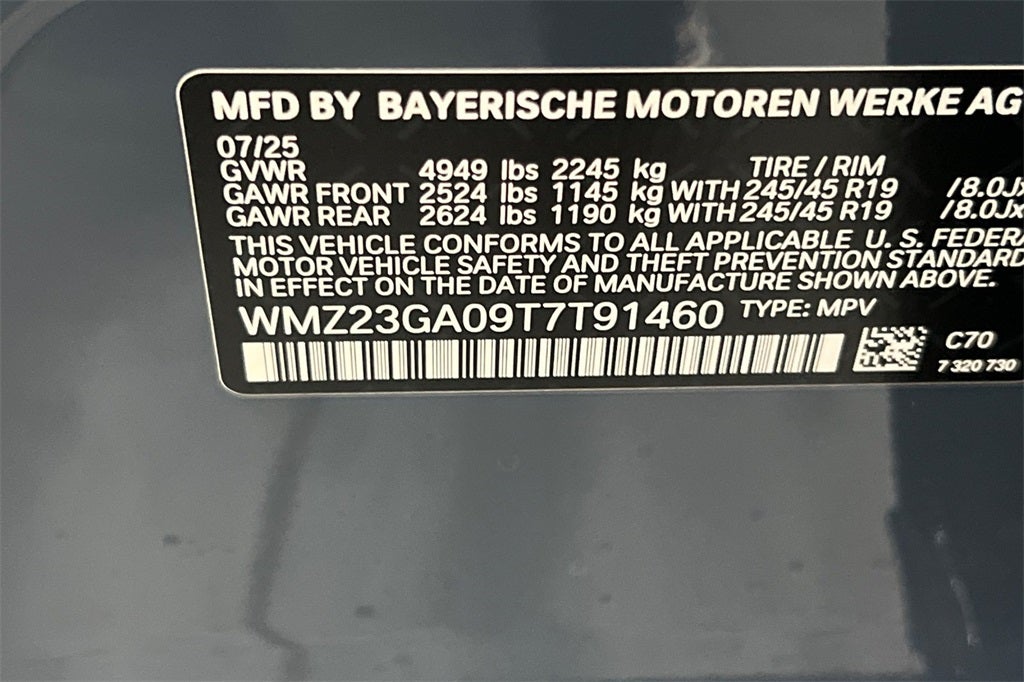 MFD BY BAYERISCHE MOTOREN WERKE AG
07/25
GVWR 4949 lbs 2245 kg TIRE / RIM
GAWR FRONT 2524 lbs 1145 kg WITH 245/45 R19 /8.0Jx
GAWR REAR 2624 lbs 1190 kg WITH 245/45 R19 /8.0Jx
THIS VEHICLE CONFORMS TO ALL APPLICABLE U. S. FEDERA
MOTOR VEHICLE SAFETY AND THEFT PREVENTION STANDARD
IN EFFECT ON THE DATE OF MANUFACTURE SHOWN ABOVE.
WMZ23GA09T7T91460 TYPE: MPV
C70
7 320 730